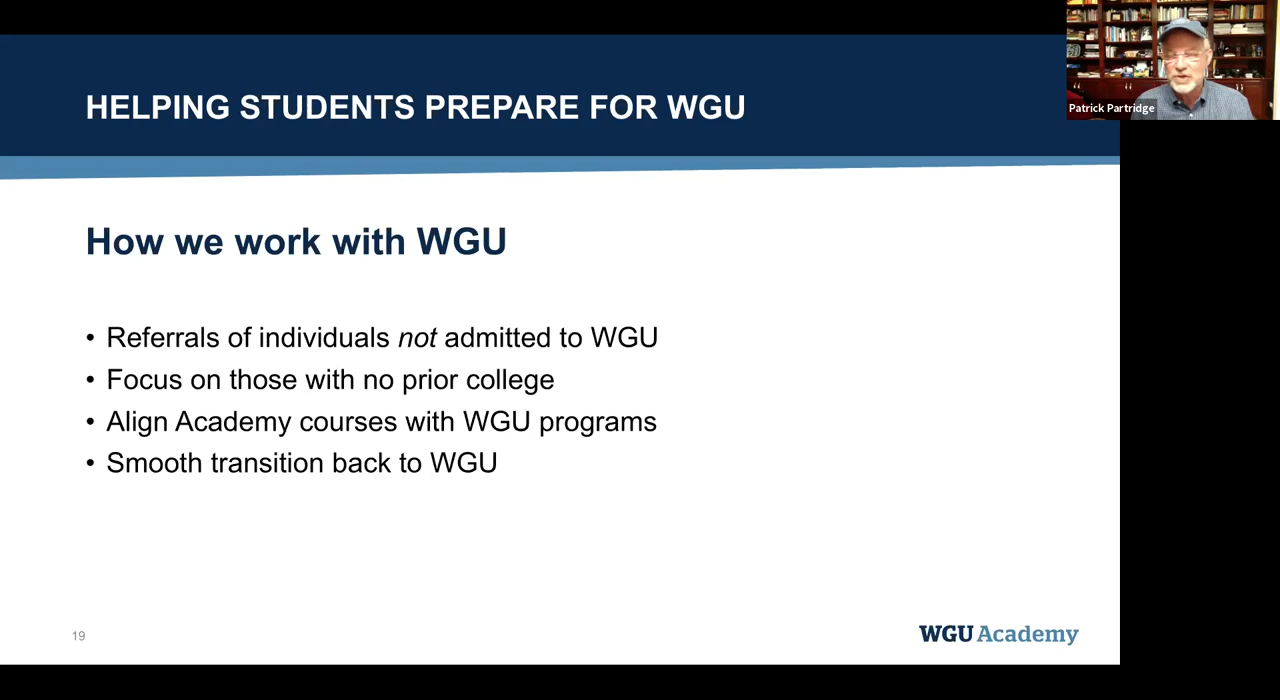 HELPING STUDENTS PREPARE FOR WGU
Patrick Partridge
How we work with WGU
• Referrals of individuals not admitted to WGU
• Focus on those with no prior college
• Align Academy courses with WGU programs
• Smooth transition back to WGU
19
WGU Academy